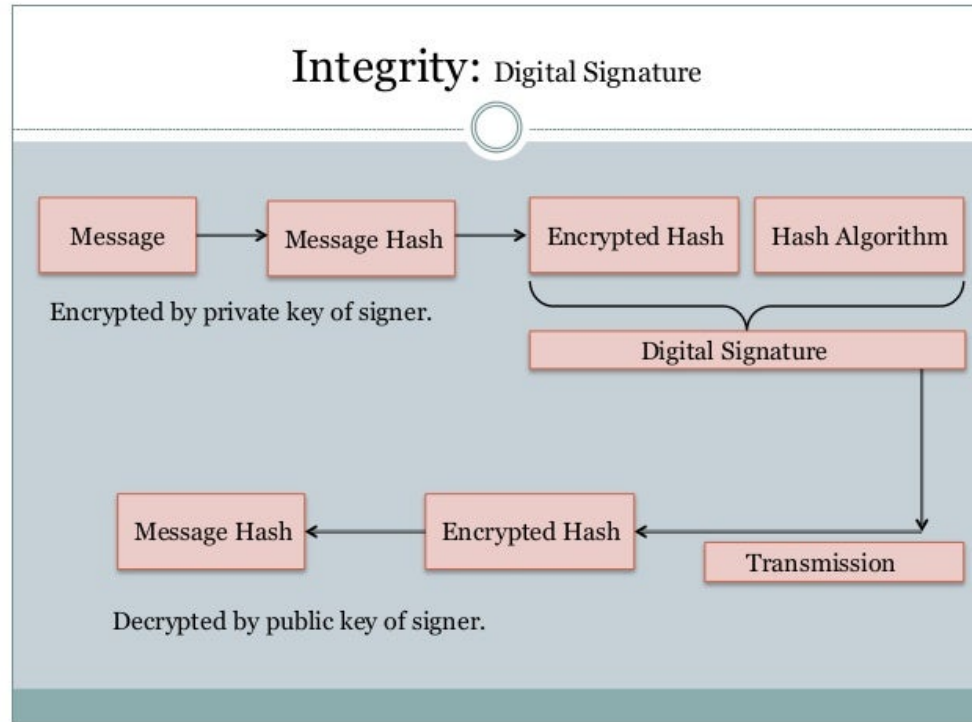 Integrity: Digital Signature
Message
Message Hash
Encrypted Hash
Hash Algorithm
Encrypted by private key of signer.
Digital Signature
Message Hash
Encrypted Hash
Transmission
Decrypted by public key of signer.